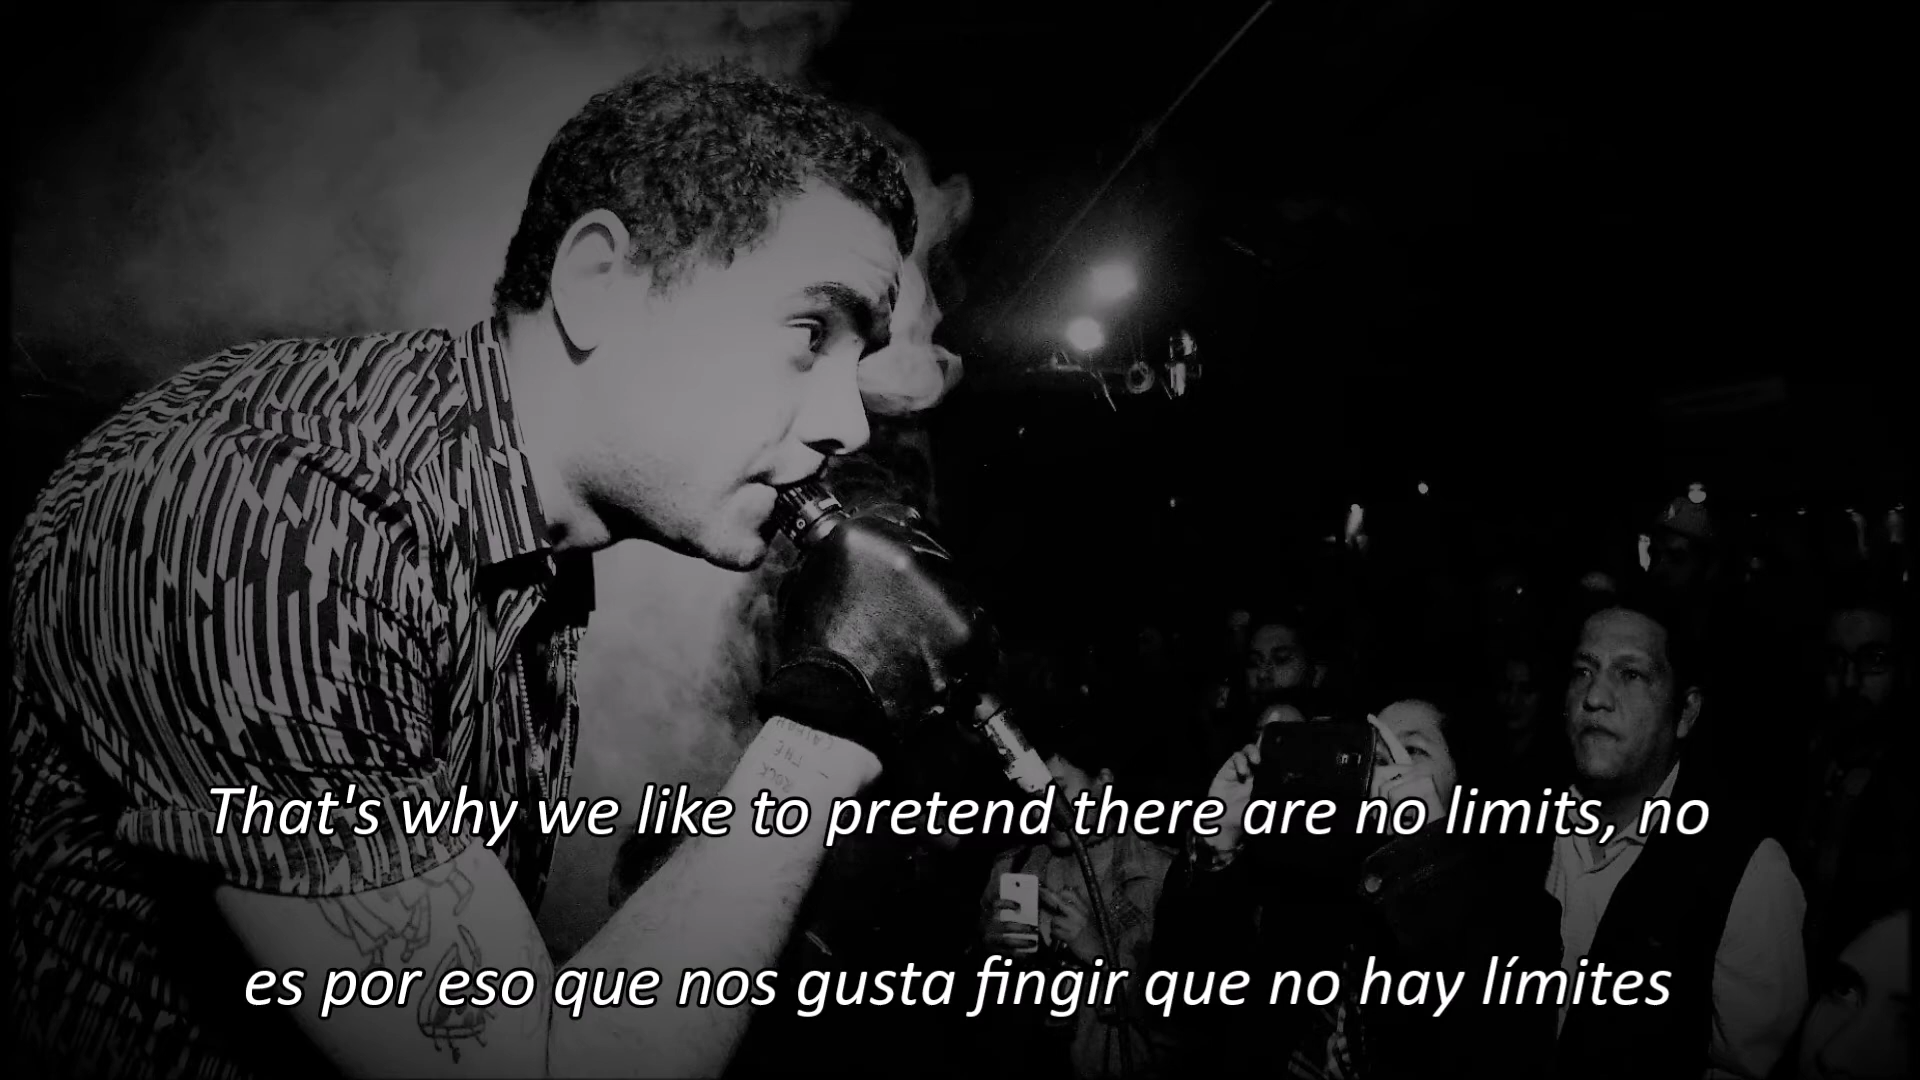 That's why we like to pretend there are no limits, no
es por eso que nos gusta fingir que no hay límites